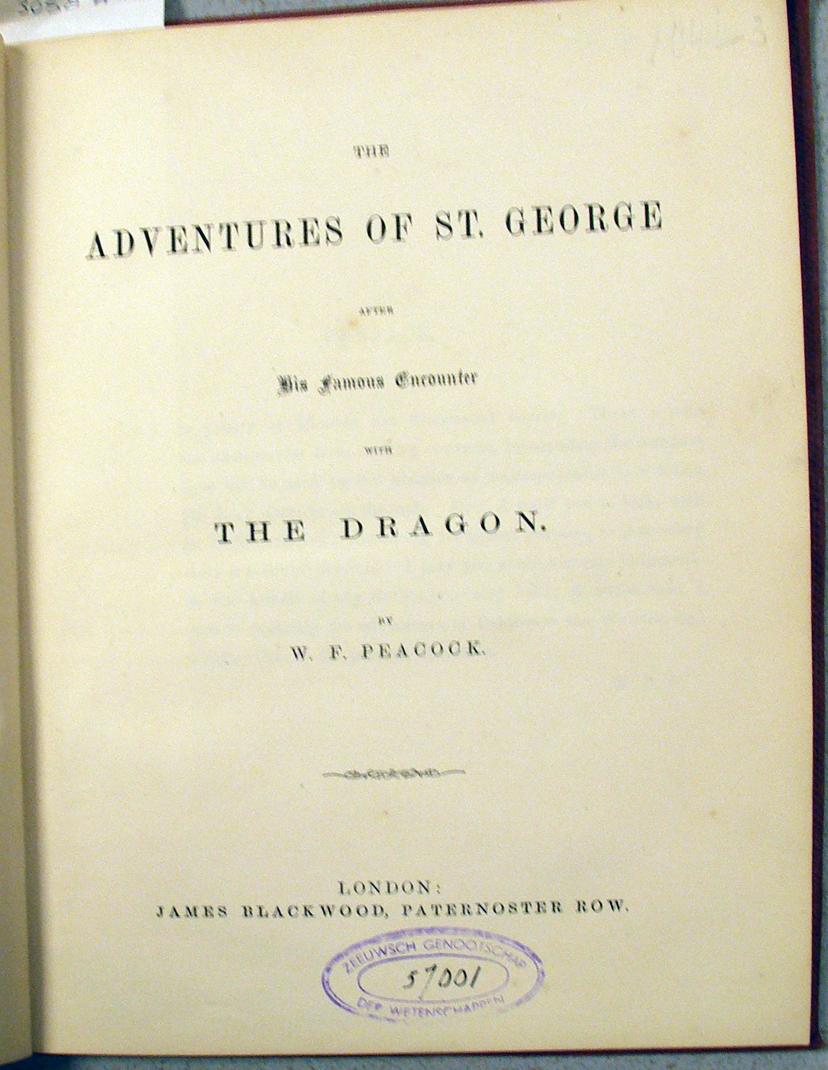 THE
ADVENTURES OF ST. GEORGE
AFTER
His Famous Encounter
WITH
THE DRAGON.
BY
W. F. PEACOCK.
LONDON:
JAMES BLACKWOOD, PATERNOSTER ROW.
ZEEUWSCH GENOOTSCHAP
57001
DER WETENSCHAPPEN